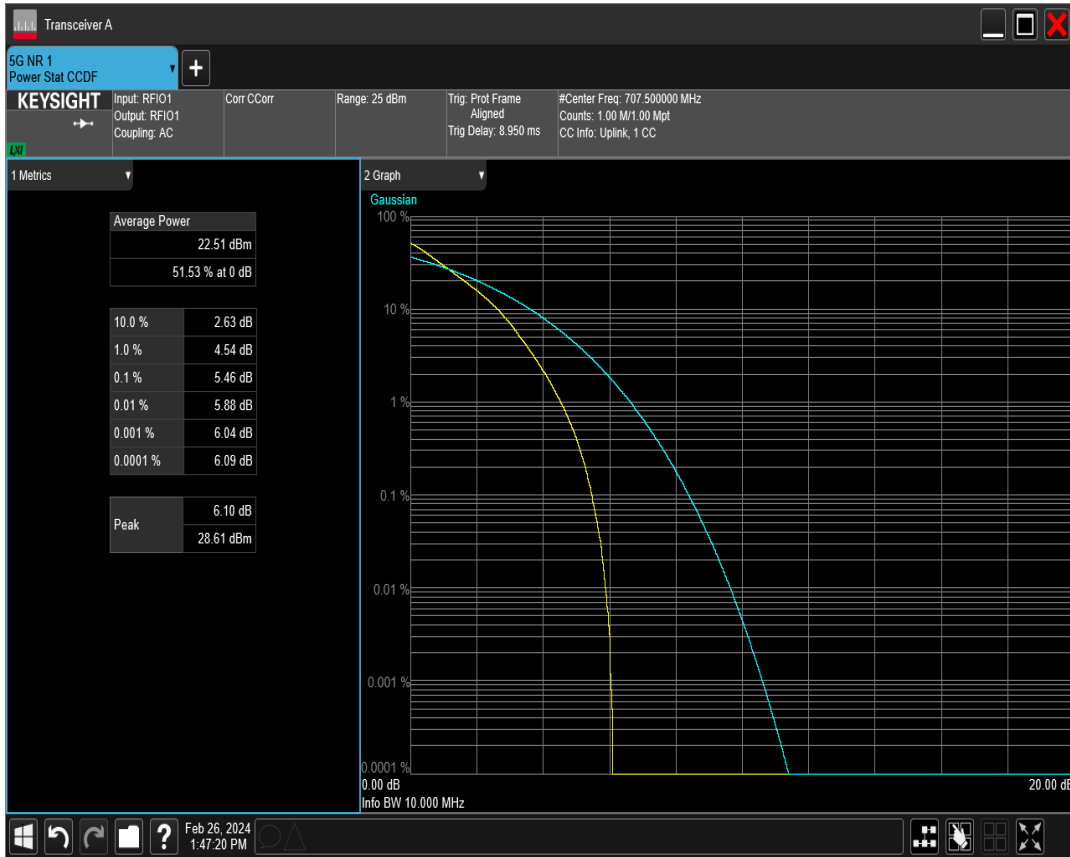 Transceiver A
5G NR 1
Power Stat CCDF
+
KEYSIGHT
LXI
Input: RFIO1
Output: RFIO1
Coupling: AC
Corr CCorr
Range: 25 dBm
Trig: Prot Frame
Aligned
Trig Delay: 8.950 ms
#Center Freq: 707.500000 MHz
Counts: 1.00 M/1.00 Mpt
CC Info: Uplink, 1 CC
1 Metrics
Average Power
22.51 dBm
51.53 % at 0 dB
10.0 % 2.63 dB
1.0 % 4.54 dB
0.1 % 5.46 dB
0.01 % 5.88 dB
0.001 % 6.04 dB
0.0001 % 6.09 dB
Peak 6.10 dB
28.61 dBm
2 Graph
Gaussian
100 %
10 %
1 %
0.1 %
0.01 %
0.001 %
0.0001 %
0.00 dB 20.00 dB
Info BW 10.000 MHz
?
Feb 26, 2024
1:47:20 PM